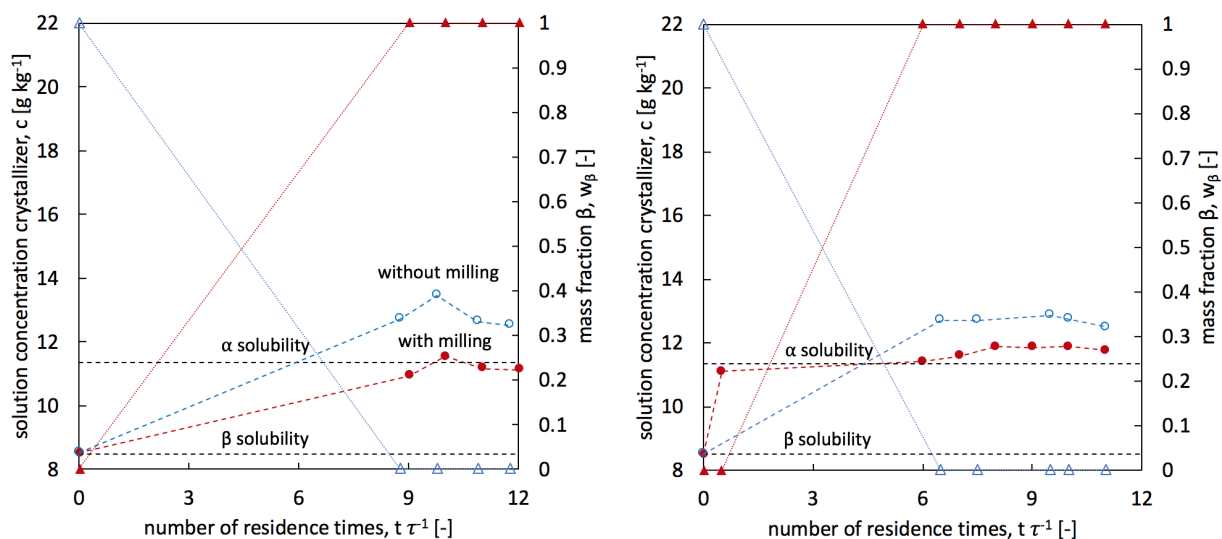 solution concentration crystallizer, c [g kg⁻¹]
22
20
18
16
14
12
10
8
without milling
with milling
α solubility
β solubility
1
0.9
0.8
0.7
0.6
0.5
0.4
0.3
0.2
0.1
0
mass fraction β, wβ [-]
0 3 6 9 12
number of residence times, t τ⁻¹ [-]
solution concentration crystallizer, c [g kg⁻¹]
22
20
18
16
14
12
10
8
α solubility
β solubility
1
0.9
0.8
0.7
0.6
0.5
0.4
0.3
0.2
0.1
0
mass fraction β, wβ [-]
0 3 6 9 12
number of residence times, t τ⁻¹ [-]